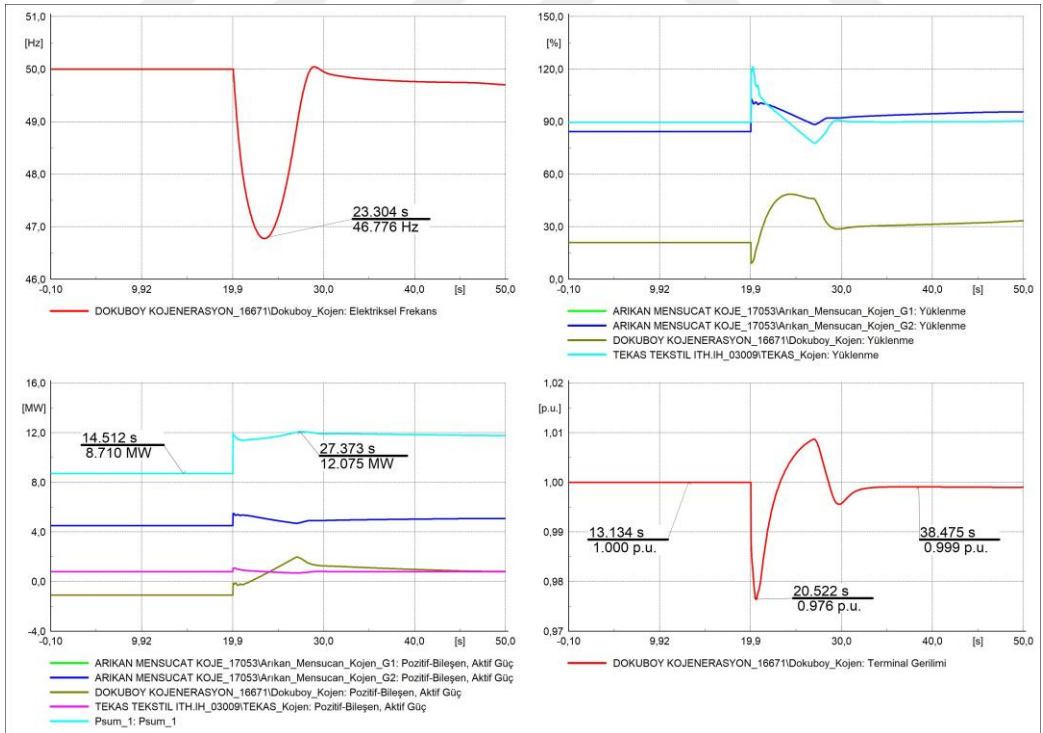 51,0
[Hz]
50,0
49,0
48,0
47,0
46,0
-0,10
9,92
19,9
30,0
40,0
[s]
50,0
23.304 s
46.776 Hz
DOKUBOY KOJENERASYON_16671\Dokuboy_Kojen: Elektriksel Frekans
150,0
[%]
120,0
90,0
60,0
30,0
0,0
-0,10
9,92
19,9
30,0
40,0
[s]
50,0
ARIKAN MENSUCAT KOJE_17053\Arıkan_Mensucan_Kojen_G1: Yüklenme
ARIKAN MENSUCAT KOJE_17053\Arıkan_Mensucan_Kojen_G2: Yüklenme
DOKUBOY KOJENERASYON_16671\Dokuboy_Kojen: Yüklenme
TEKAS TEKSTIL ITH.IH_03009\TEKAS_Kojen: Yüklenme
16,0
[MW]
12,0
8,0
4,0
0,0
-4,0
-0,10
9,92
19,9
30,0
40,0
[s]
50,0
14.512 s
8.710 MW
27.373 s
12.075 MW
ARIKAN MENSUCAT KOJE_17053\Arıkan_Mensucan_Kojen_G1: Pozitif-Bileşen, Aktif Güç
ARIKAN MENSUCAT KOJE_17053\Arıkan_Mensucan_Kojen_G2: Pozitif-Bileşen, Aktif Güç
DOKUBOY KOJENERASYON_16671\Dokuboy_Kojen: Pozitif-Bileşen, Aktif Güç
TEKAS TEKSTIL ITH.IH_03009\TEKAS_Kojen: Pozitif-Bileşen, Aktif Güç
Psum_1: Psum_1
1,02
[p.u.]
1,01
1,00
0,99
0,98
0,97
-0,10
9,92
19,9
30,0
40,0
[s]
50,0
13.134 s
1.000 p.u.
38.475 s
0.999 p.u.
20.522 s
0.976 p.u.
DOKUBOY KOJENERASYON_16671\Dokuboy_Kojen: Terminal Gerilimi